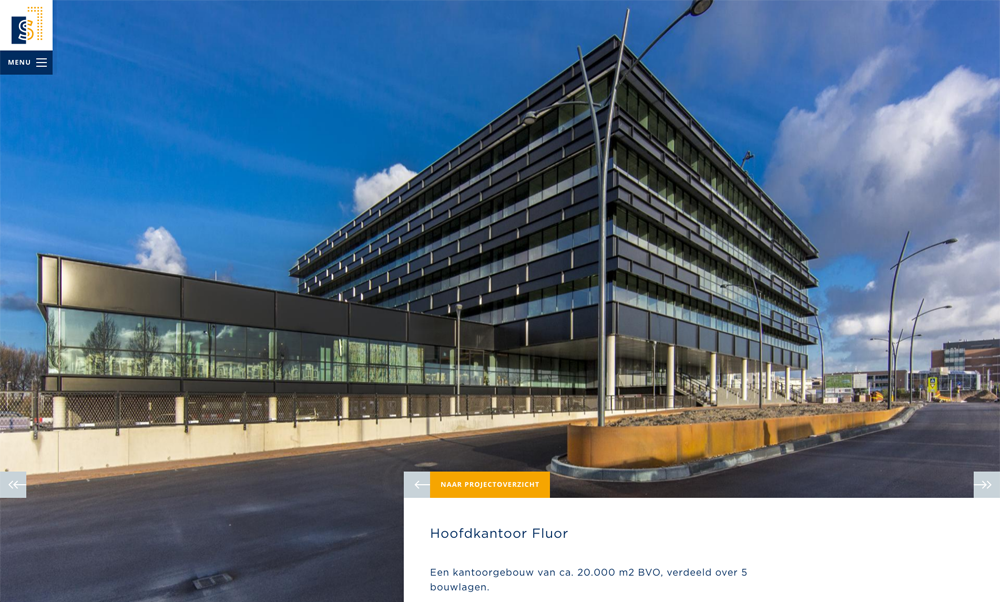 MENU
NAAR PROJECTOVERZICHT
Hoofdkantoor Fluor
Een kantoorgebouw van ca. 20.000 m2 BVO, verdeeld over 5
bouwlagen.